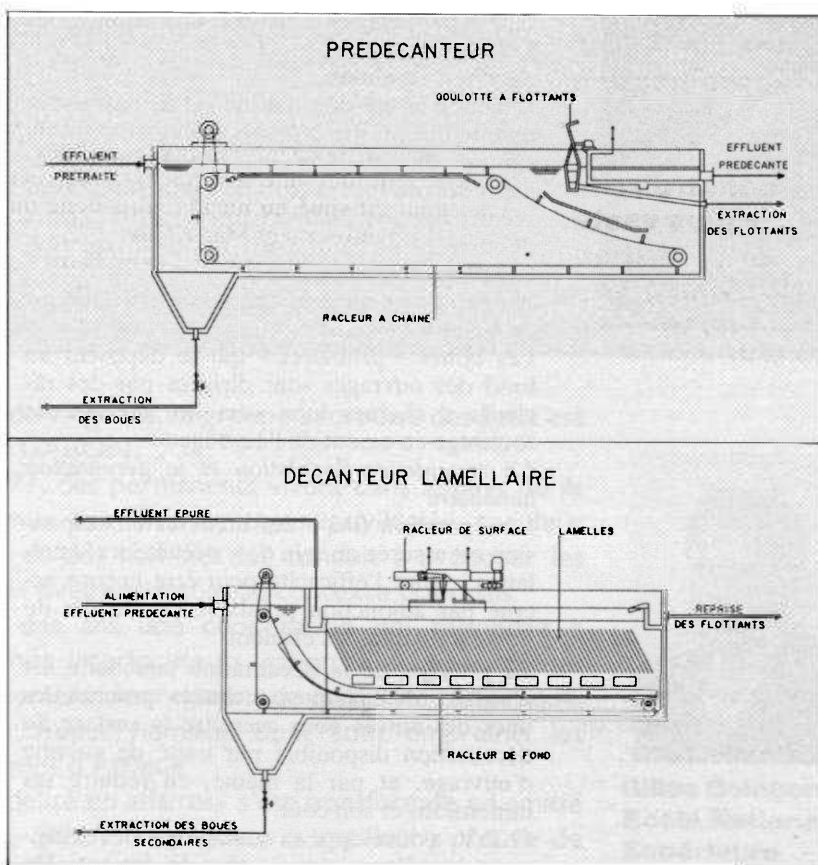 PREDECANTEUR
GOULOTTE A FLOTTANTS
EFFLUENT
PRETRAITE
EFFLUENT
PREDECANTE
EXTRACTION
DES FLOTTANTS
RACLEUR A CHAINE
EXTRACTION
DES BOUES
DECANTEUR LAMELLAIRE
EFFLUENT EPURE
RACLEUR DE SURFACE
LAMELLES
ALIMENTATION
EFFLUENT PREDECANTE
REPRISE
DES FLOTTANTS
RACLEUR DE FOND
EXTRACTION DES BOUES
SECONDAIRES